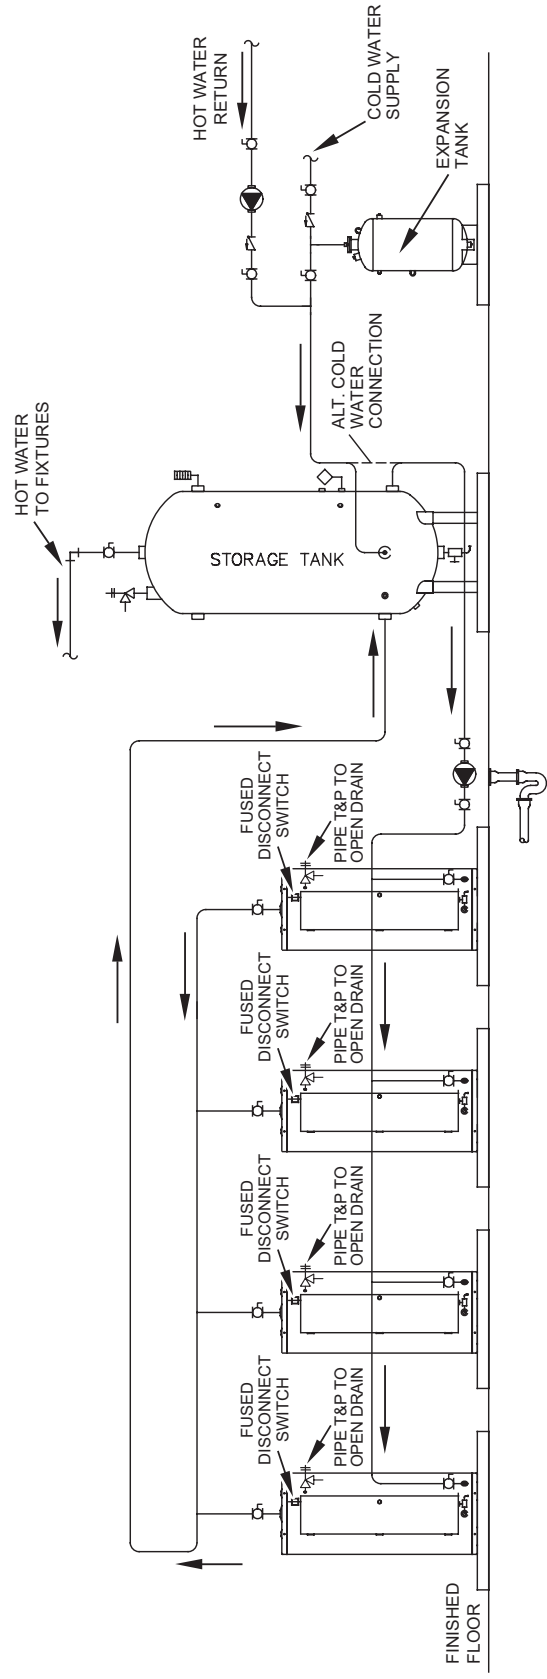 HOT WATER
TO FIXTURES
HOT WATER
RETURN
COLD WATER
SUPPLY
EXPANSION
TANK
ALT. COLD
WATER
CONNECTION
STORAGE TANK
FUSED
DISCONNECT
SWITCH
PIPE T&P TO
OPEN DRAIN
FUSED
DISCONNECT
SWITCH
PIPE T&P TO
OPEN DRAIN
FUSED
DISCONNECT
SWITCH
PIPE T&P TO
OPEN DRAIN
FUSED
DISCONNECT
SWITCH
PIPE T&P TO
OPEN DRAIN
FINISHED
FLOOR